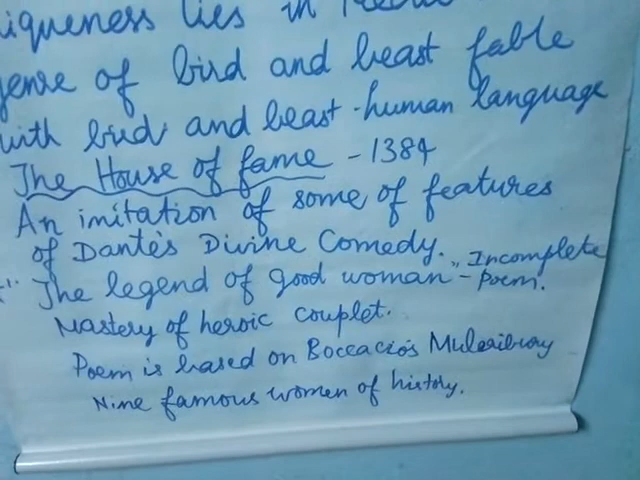 iqueness lies in
genre of bird and beast fable
with bird and beast-human language
The House of fame - 1384
An imitation of some of features
of Dante's Divine Comedy.
The legend of good woman - Incomplete Poem.
Mastery of heroic couplet.
Poem is based on Boccacio's
Nine famous women of history.